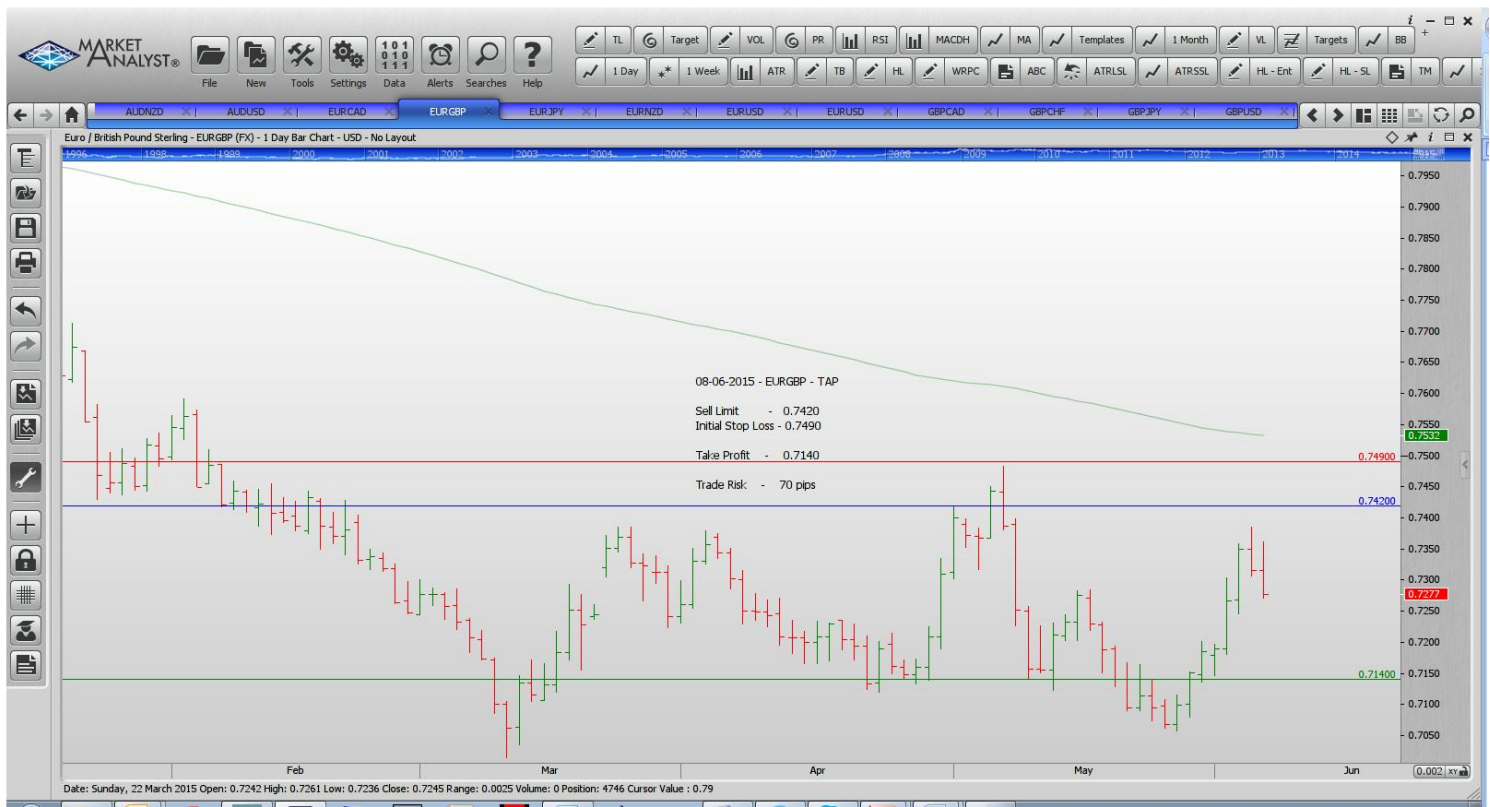 MARKET
ANALYST®
File New Tools Settings Data Alerts Searches Help
TL Target VOL PR RSI MACDH MA Templates 1 Month VL Targets BB
1 Day 1 Week ATR TB HL WRPC ABC ATRLSL ATRSSL HL - Ent HL - SL TM
AUDNZD AUDUSD EURCAD EURGBP EURJPY EURNZD EURUSD EURUSD GBPCAD GBPCHF GBPJPY GBPUSD
Euro / British Pound Sterling - EURGBP (FX) - 1 Day Bar Chart - USD - No Layout
1996 1998 1999 2000 2001 2002 2003 2004 2005 2006 2007 2008 2009 2010 2011 2012 2013 2014
0.7950
0.7900
0.7850
0.7800
0.7750
0.7700
0.7650
0.7600
0.7550
0.7532
0.7500
0.7450
0.7400
0.7350
0.7300
0.7277
0.7250
0.7200
0.7150
0.7100
0.7050
08-06-2015 - EURGBP - TAP
Sell Limit - 0.7420
Initial Stop Loss - 0.7490
Take Profit - 0.7140
Trade Risk - 70 pips
0.74900
0.74200
0.71400
Feb Mar Apr May Jun
0.002 XY
Date: Sunday, 22 March 2015 Open: 0.7242 High: 0.7261 Low: 0.7236 Close: 0.7245 Range: 0.0025 Volume: 0 Position: 4746 Cursor Value : 0.79